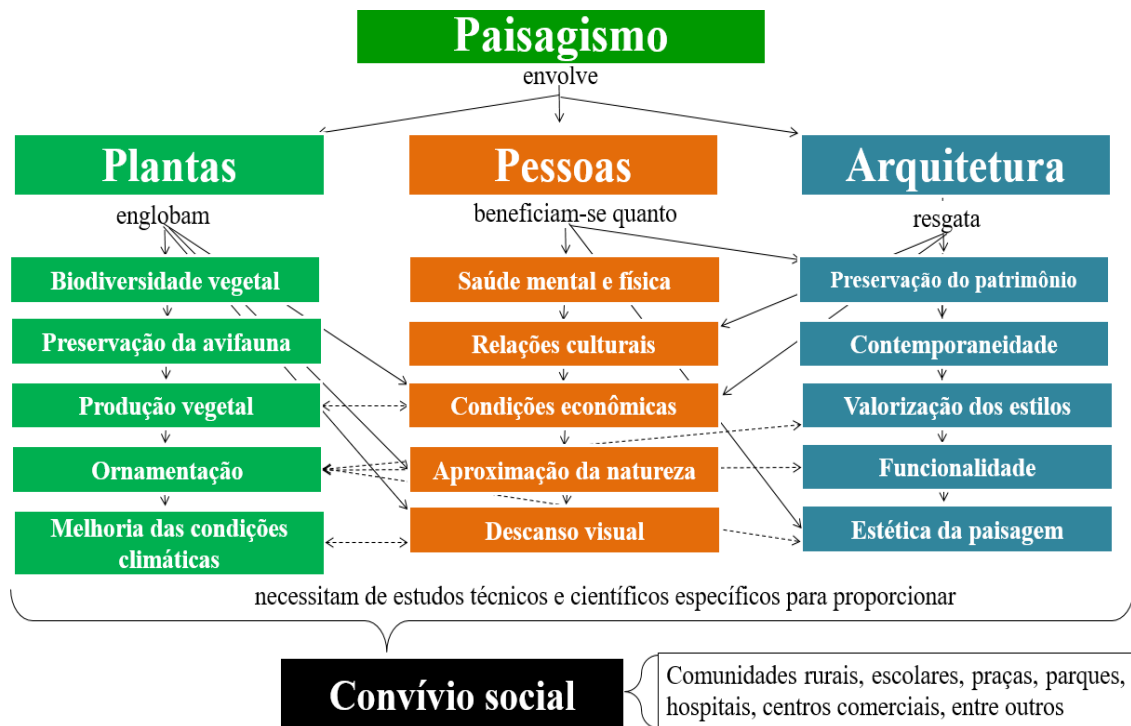 Paisagismo
envolve
Plantas
Pessoas
Arquitetura
englobam
beneficiam-se quanto
resgata
Biodiversidade vegetal
Saúde mental e física
Preservação do patrimônio
Preservação da avifauna
Relações culturais
Contemporaneidade
Produção vegetal
Condições econômicas
Valorização dos estilos
Ornamentação
Aproximação da natureza
Funcionalidade
Melhoria das condições
climáticas
Descanso visual
Estética da paisagem
necessitam de estudos técnicos e científicos específicos para proporcionar
Convívio social
Comunidades rurais, escolares, praças, parques,
hospitais, centros comerciais, entre outros